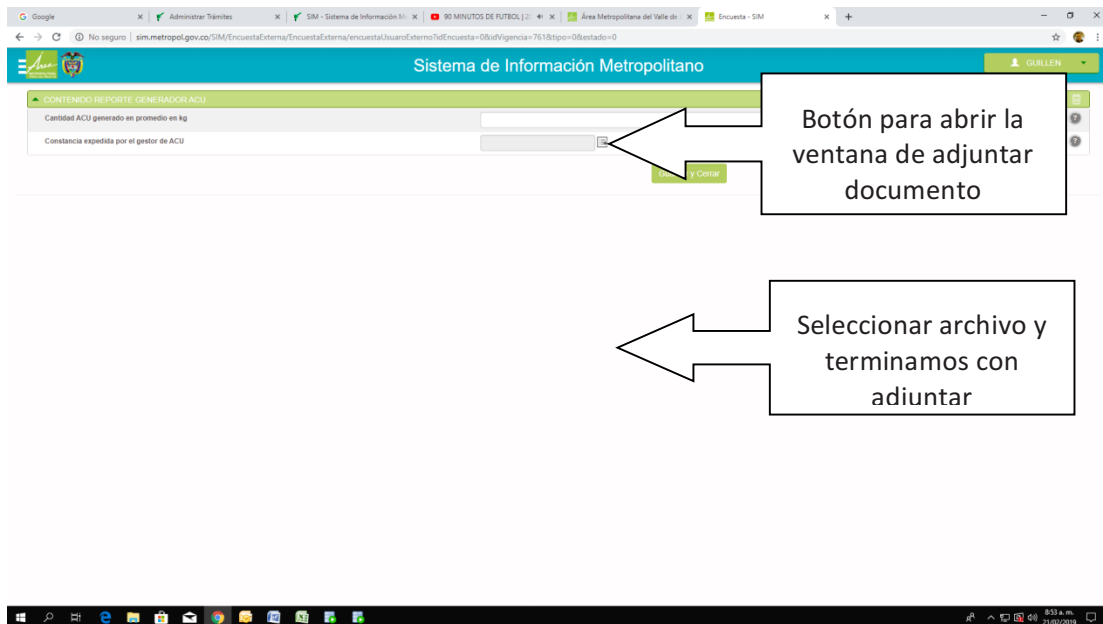 Google
Administrar Trámites
SIM - Sistema de Información M
90 MINUTOS DE FUTBOL | 2
Área Metropolitana del Valle de
Encuesta - SIM
No seguro | sim.metropol.gov.co/SIM/EncuestaExterna/EncuestaExterna/encuestaUsuaroExterno?idEncuesta=0&idVigencia=761&tipo=0&estado=0
Área
Sistema de Información Metropolitano
GUILLEN
CONTENIDO REPORTE GENERADOR ACU
Cantidad ACU generado en promedio en kg
Constancia expedida por el gestor de ACU
y Cerrar
Botón para abrir la
ventana de adjuntar
documento
Seleccionar archivo y
terminamos con
adjuntar
8:53 a. m.
21/02/2019